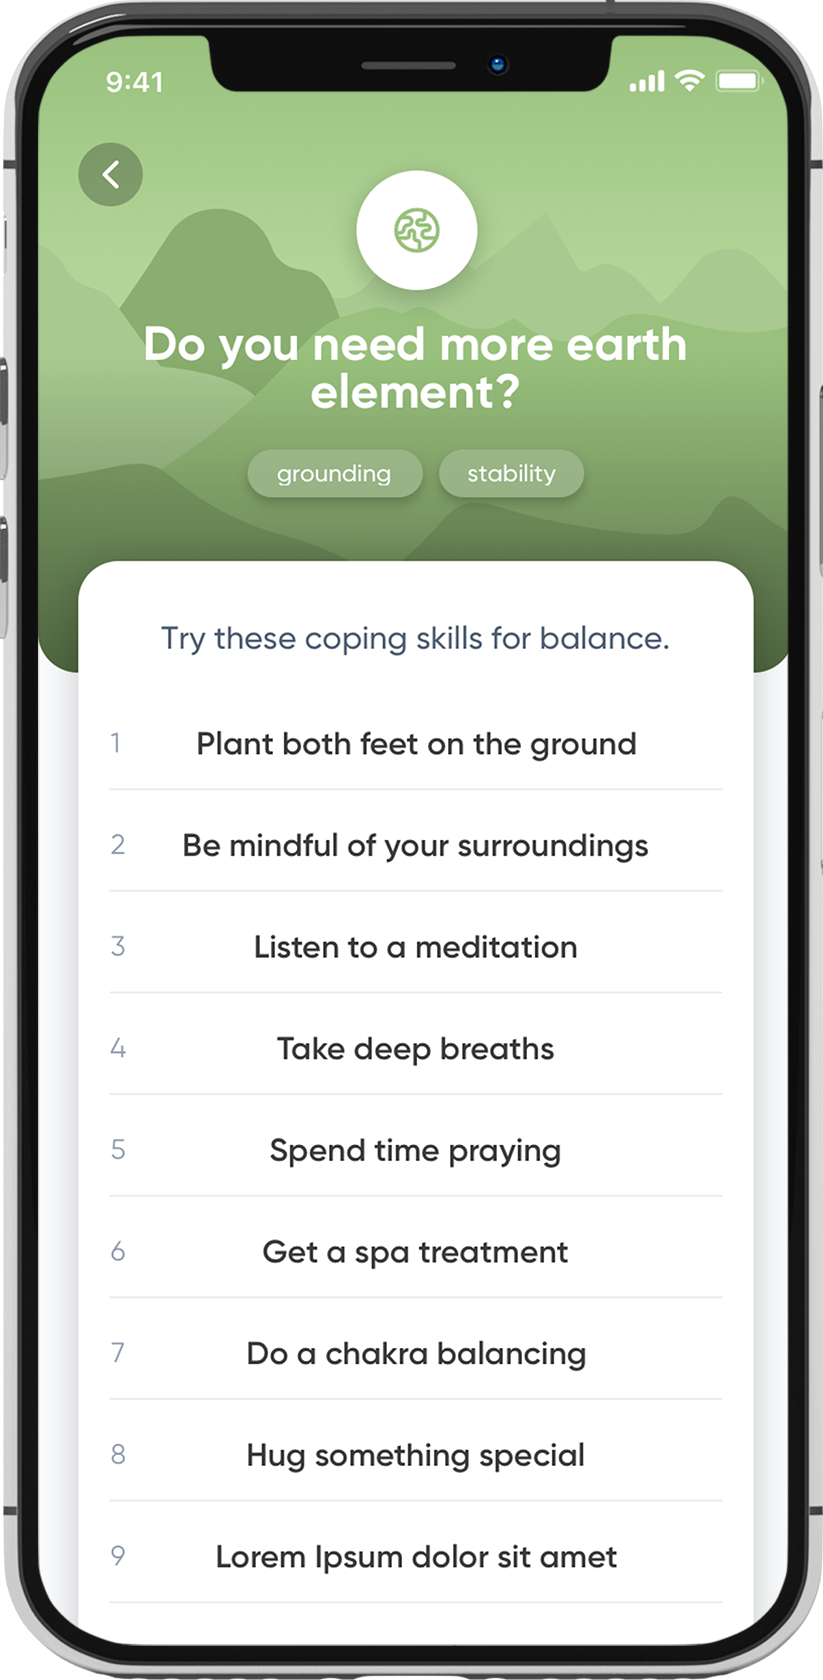 9:41
Do you need more earth
element?
grounding
stability
Try these coping skills for balance.
1 Plant both feet on the ground
2 Be mindful of your surroundings
3 Listen to a meditation
4 Take deep breaths
5 Spend time praying
6 Get a spa treatment
7 Do a chakra balancing
8 Hug something special
9 Lorem Ipsum dolor sit amet